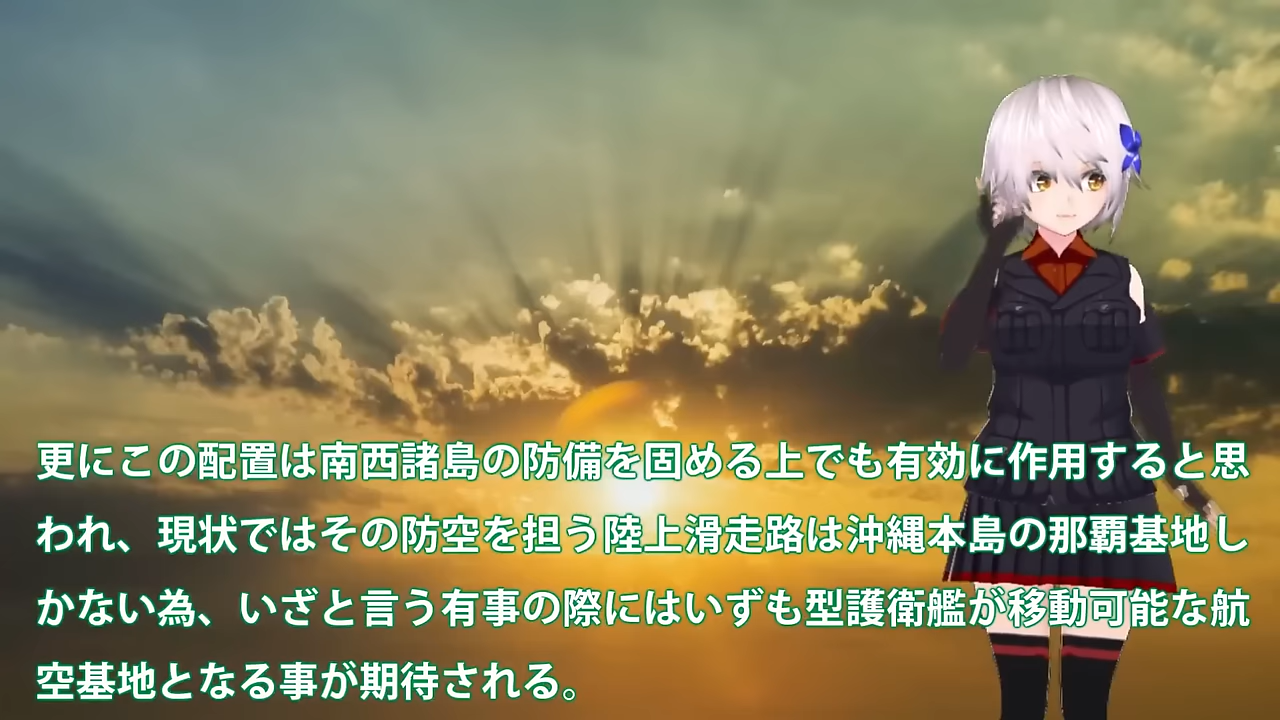 更にこの配置は南西諸島の防備を固める上でも有効に作用すると思
われ、現状ではその防空を担う陸上滑走路は沖縄本島の那覇基地し
かない為、いざと言う有事の際にはいずも型護衛艦が移動可能な航
空基地となる事が期待される。